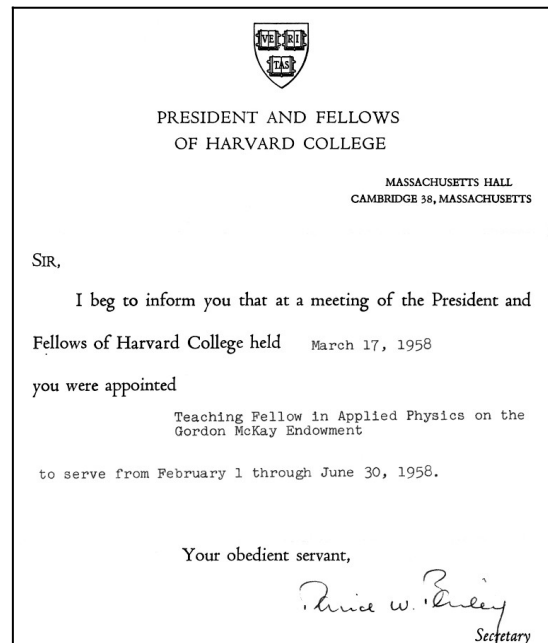 VE RI
TAS
PRESIDENT AND FELLOWS
OF HARVARD COLLEGE
MASSACHUSETTS HALL
CAMBRIDGE 38, MASSACHUSETTS
SIR,
I beg to inform you that at a meeting of the President and
Fellows of Harvard College held March 17, 1958
you were appointed
Teaching Fellow in Applied Physics on the
Gordon McKay Endowment
to serve from February 1 through June 30, 1958.
Your obedient servant,
W.
Secretary